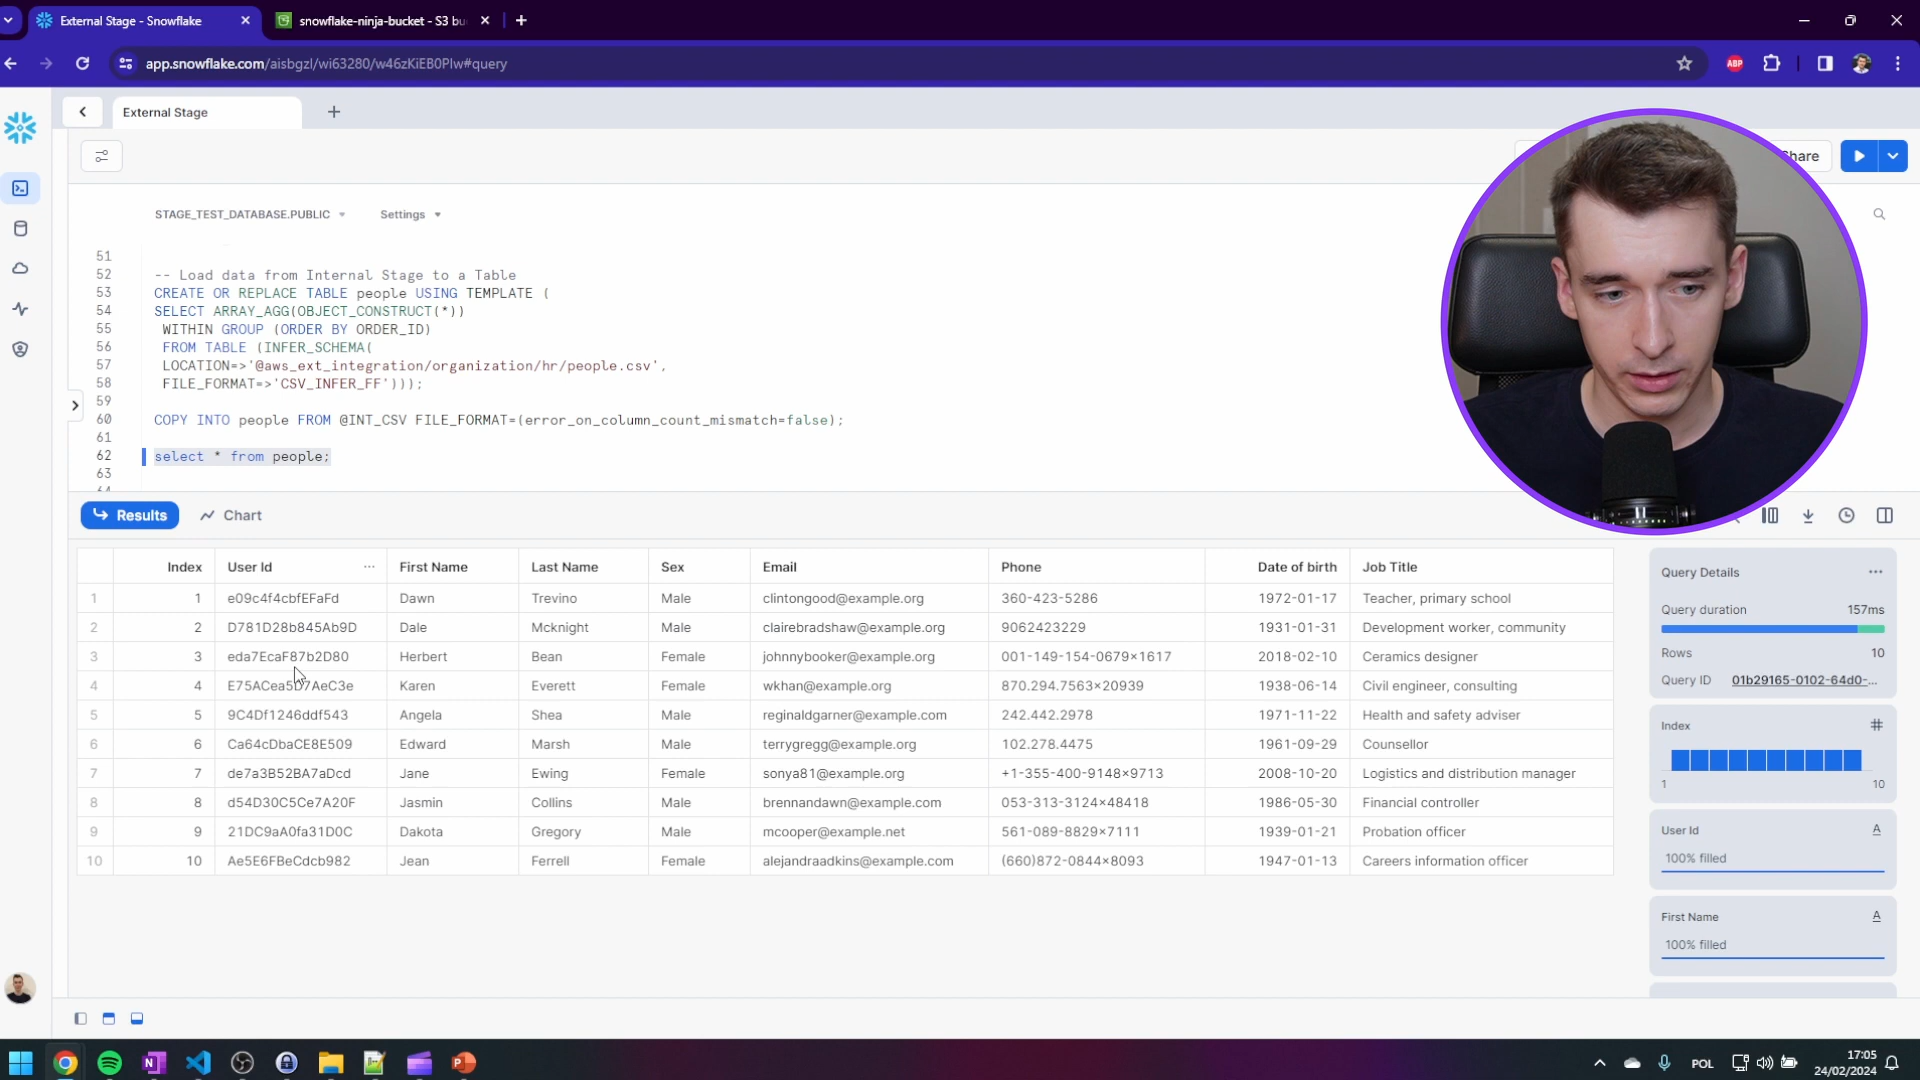 External Stage - Snowflake
snowflake-ninja-bucket - S3 bu
app.snowflake.com/aisbgzl/wi63280/w46zKiEB0Plw#query
ABP
External Stage
Share
STAGE_TEST_DATABASE.PUBLIC Settings
51
52 -- Load data from Internal Stage to a Table
53 CREATE OR REPLACE TABLE people USING TEMPLATE (
54 SELECT ARRAY_AGG(OBJECT_CONSTRUCT(*))
55 WITHIN GROUP (ORDER BY ORDER_ID)
56 FROM TABLE (INFER_SCHEMA(
57 LOCATION=>'@aws_ext_integration/organization/hr/people.csv',
58 FILE_FORMAT=>'CSV_INFER_FF')));
59
60 COPY INTO people FROM @INT_CSV FILE_FORMAT=(error_on_column_count_mismatch=false);
61
62 select * from people;
63
64
Results Chart
Index User Id ... First Name Last Name Sex Email Phone Date of birth Job Title
1 1 e09c4f4cbfEFaFd Dawn Trevino Male clintongood@example.org 360-423-5286 1972-01-17 Teacher, primary school
2 2 D781D28b845Ab9D Dale Mcknight Male clairebradshaw@example.org 9062423229 1931-01-31 Development worker, community
3 3 eda7EcaF87b2D80 Herbert Bean Female johnnybooker@example.org 001-149-154-0679x1617 2018-02-10 Ceramics designer
4 4 Karen Everett Female wkhan@example.org 870.294.7563x20939 1938-06-14 Civil engineer, consulting
5 5 9C4Df1246ddf543 Angela Shea Male reginaldgarner@example.com 242.442.2978 1971-11-22 Health and safety adviser
6 6 Ca64cDbaCE8E509 Edward Marsh Male terrygregg@example.org 102.278.4475 1961-09-29 Counsellor
7 7 de7a3B52BA7aDcd Jane Ewing Female sonya81@example.org +1-355-400-9148x9713 2008-10-20 Logistics and distribution manager
8 8 d54D30C5Ce7A20F Jasmin Collins Male brennandawn@example.com 053-313-3124x48418 1986-05-30 Financial controller
9 9 21DC9aA0fa31D0C Dakota Gregory Male mcooper@example.net 561-089-8829x7111 1939-01-21 Probation officer
10 10 Ae5E6FBeCdcb982 Jean Ferrell Female alejandraadkins@example.com (660)872-0844x8093 1947-01-13 Careers information officer
Query Details ...
Query duration 157ms
Rows 10
Query ID 01b29165-0102-64d0-...
Index #
1 10
User Id A
100% filled
First Name A
100% filled
POL
17:05
24/02/2024